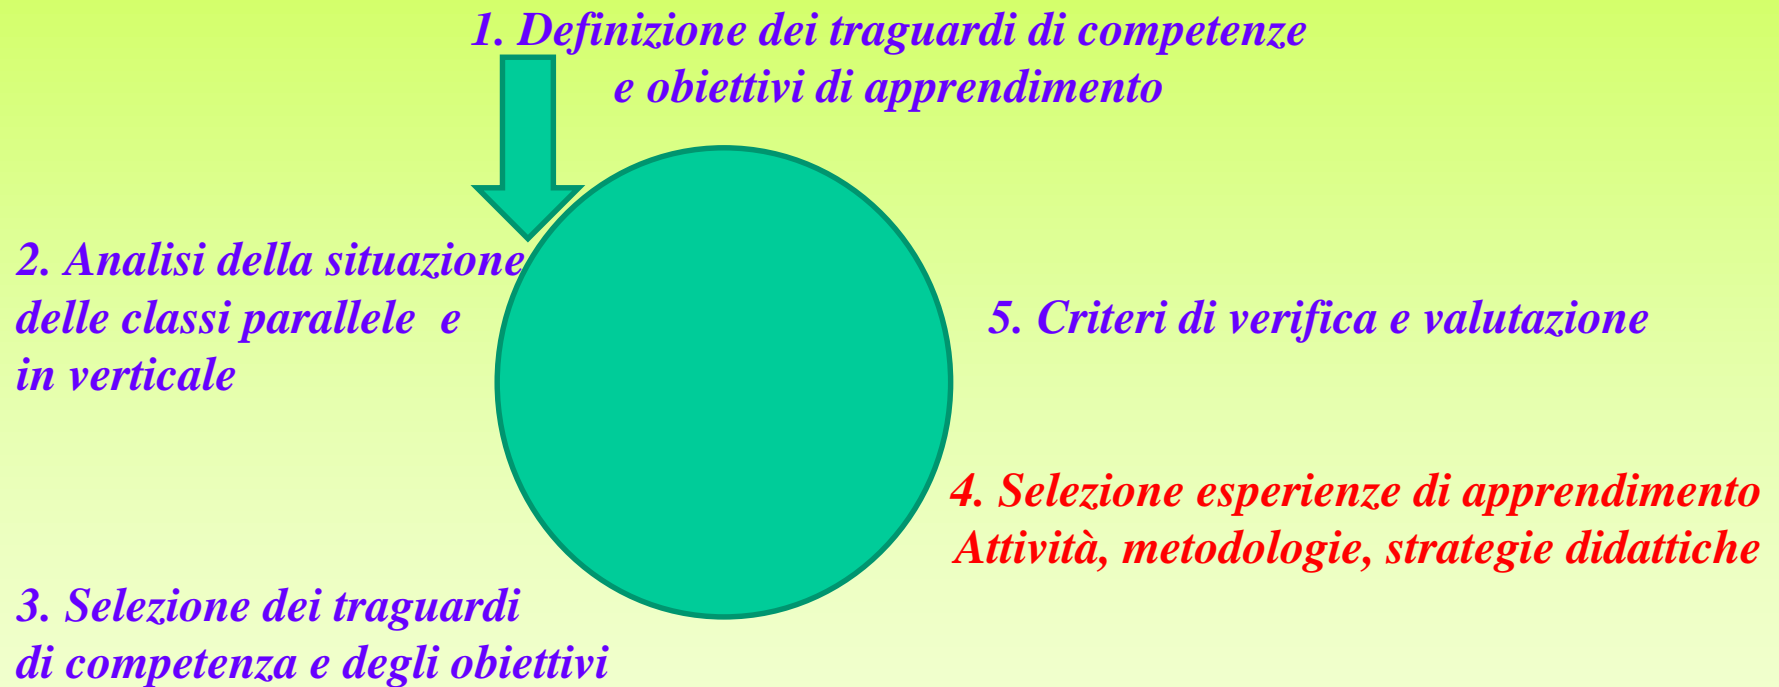 1. Definizione dei traguardi di competenze
e obiettivi di apprendimento
2. Analisi della situazione
delle classi parallele e
in verticale
3. Selezione dei traguardi
di competenza e degli obiettivi
4. Selezione esperienze di apprendimento
Attività, metodologie, strategie didattiche
5. Criteri di verifica e valutazione